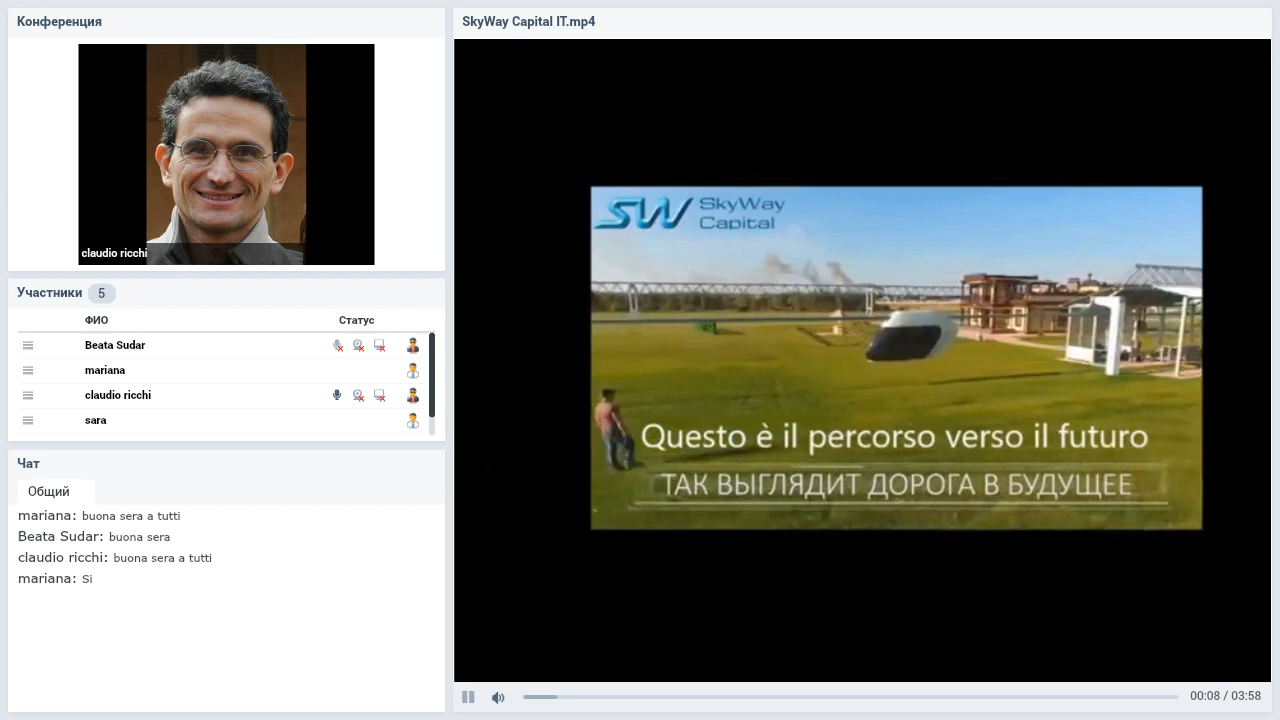 Конференция
claudio ricchi
Участники 5
ФИО Статус
Beata Sudar
mariana
claudio ricchi
sara
Чат
Общий
mariana: buona sera a tutti
Beata Sudar: buona sera
claudio ricchi: buona sera a tutti
mariana: Si
SkyWay Capital IT.mp4
SW SkyWay
Capital
Questo è il percorso verso il futuro
ТАК ВЫГЛЯДИТ ДОРОГА В БУДУЩЕЕ
00:08 / 03:58